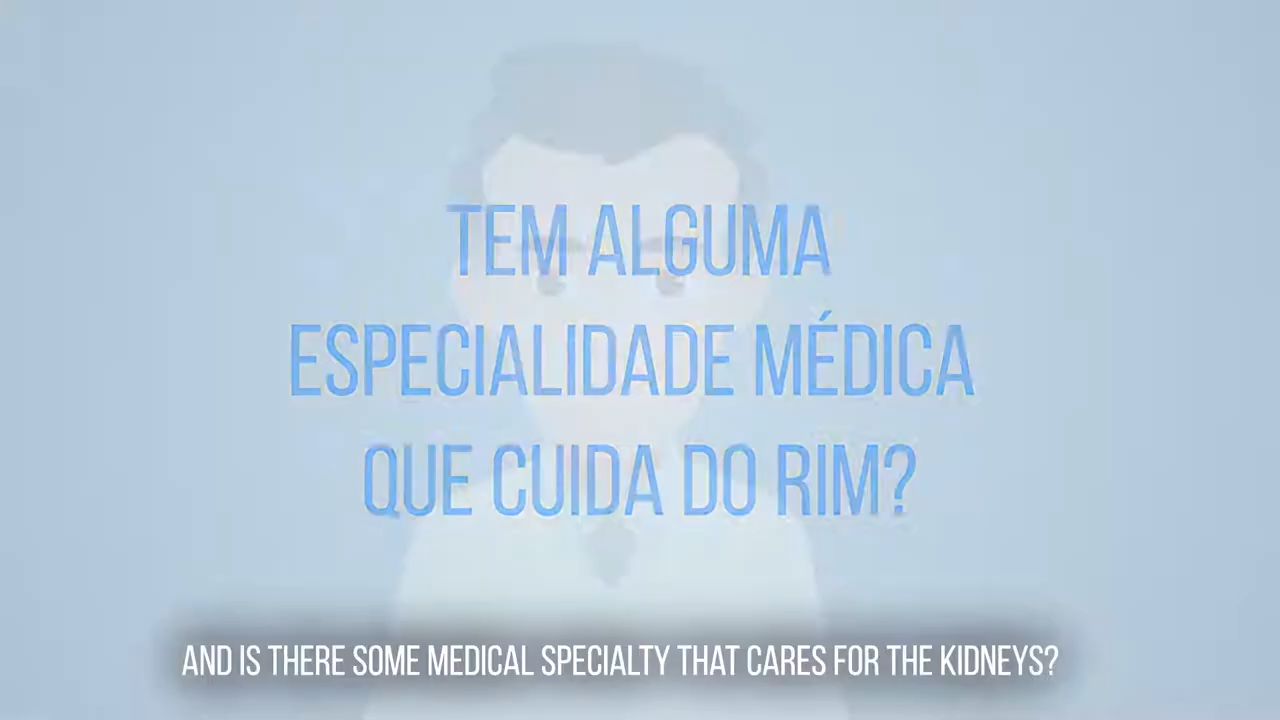 TEM ALGUMA
ESPECIALIDADE MÉDICA
QUE CUIDA DO RIM?
AND IS THERE SOME MEDICAL SPECIALTY THAT CARES FOR THE KIDNEYS?